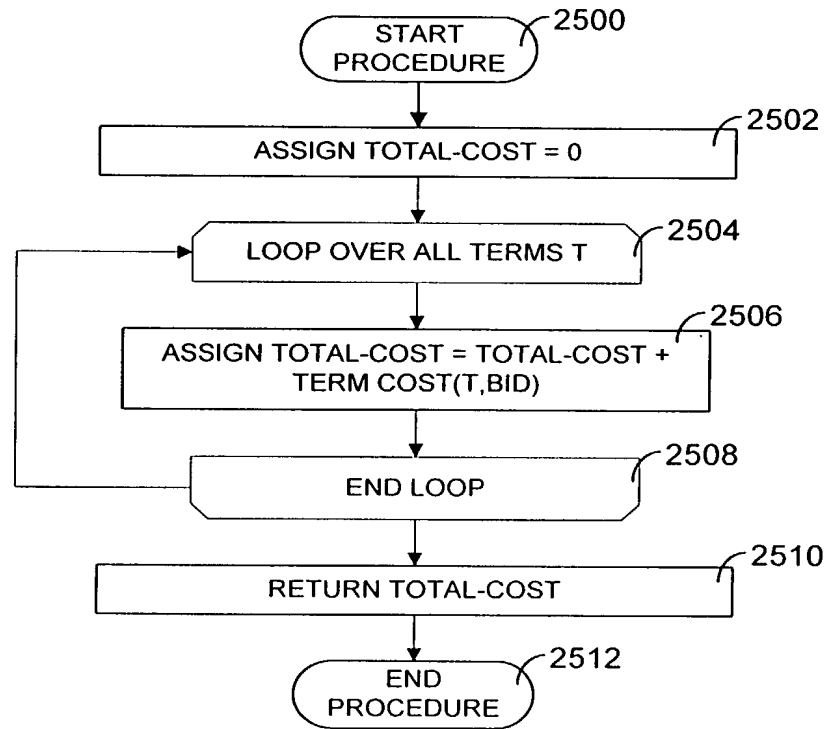 START
PROCEDURE
2500
ASSIGN TOTAL-COST = 0
2502
LOOP OVER ALL TERMS T
2504
ASSIGN TOTAL-COST = TOTAL-COST +
TERM COST(T,BID)
2506
END LOOP
2508
RETURN TOTAL-COST
2510
END
PROCEDURE
2512